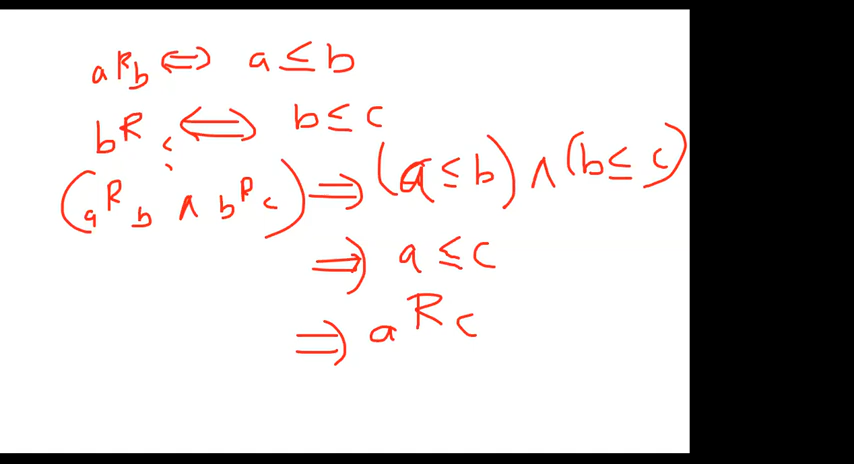 aRb ⇔ a ≤ b
bRc ⇔ b ≤ c
(aRb ∧ bRc) ⇒ (a ≤ b) ∧ (b ≤ c)
⇒ a ≤ c
⇒ aRc